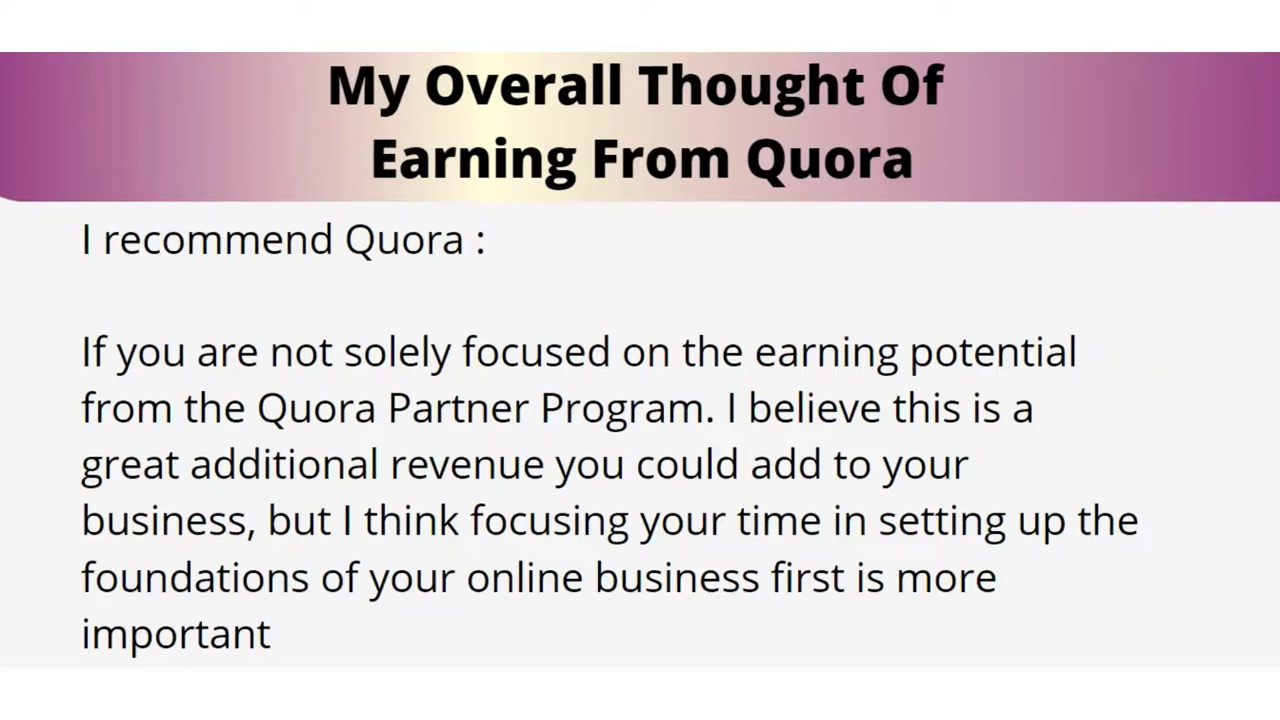 My Overall Thought Of
Earning From Quora
I recommend Quora :
If you are not solely focused on the earning potential
from the Quora Partner Program. I believe this is a
great additional revenue you could add to your
business, but I think focusing your time in setting up the
foundations of your online business first is more
important